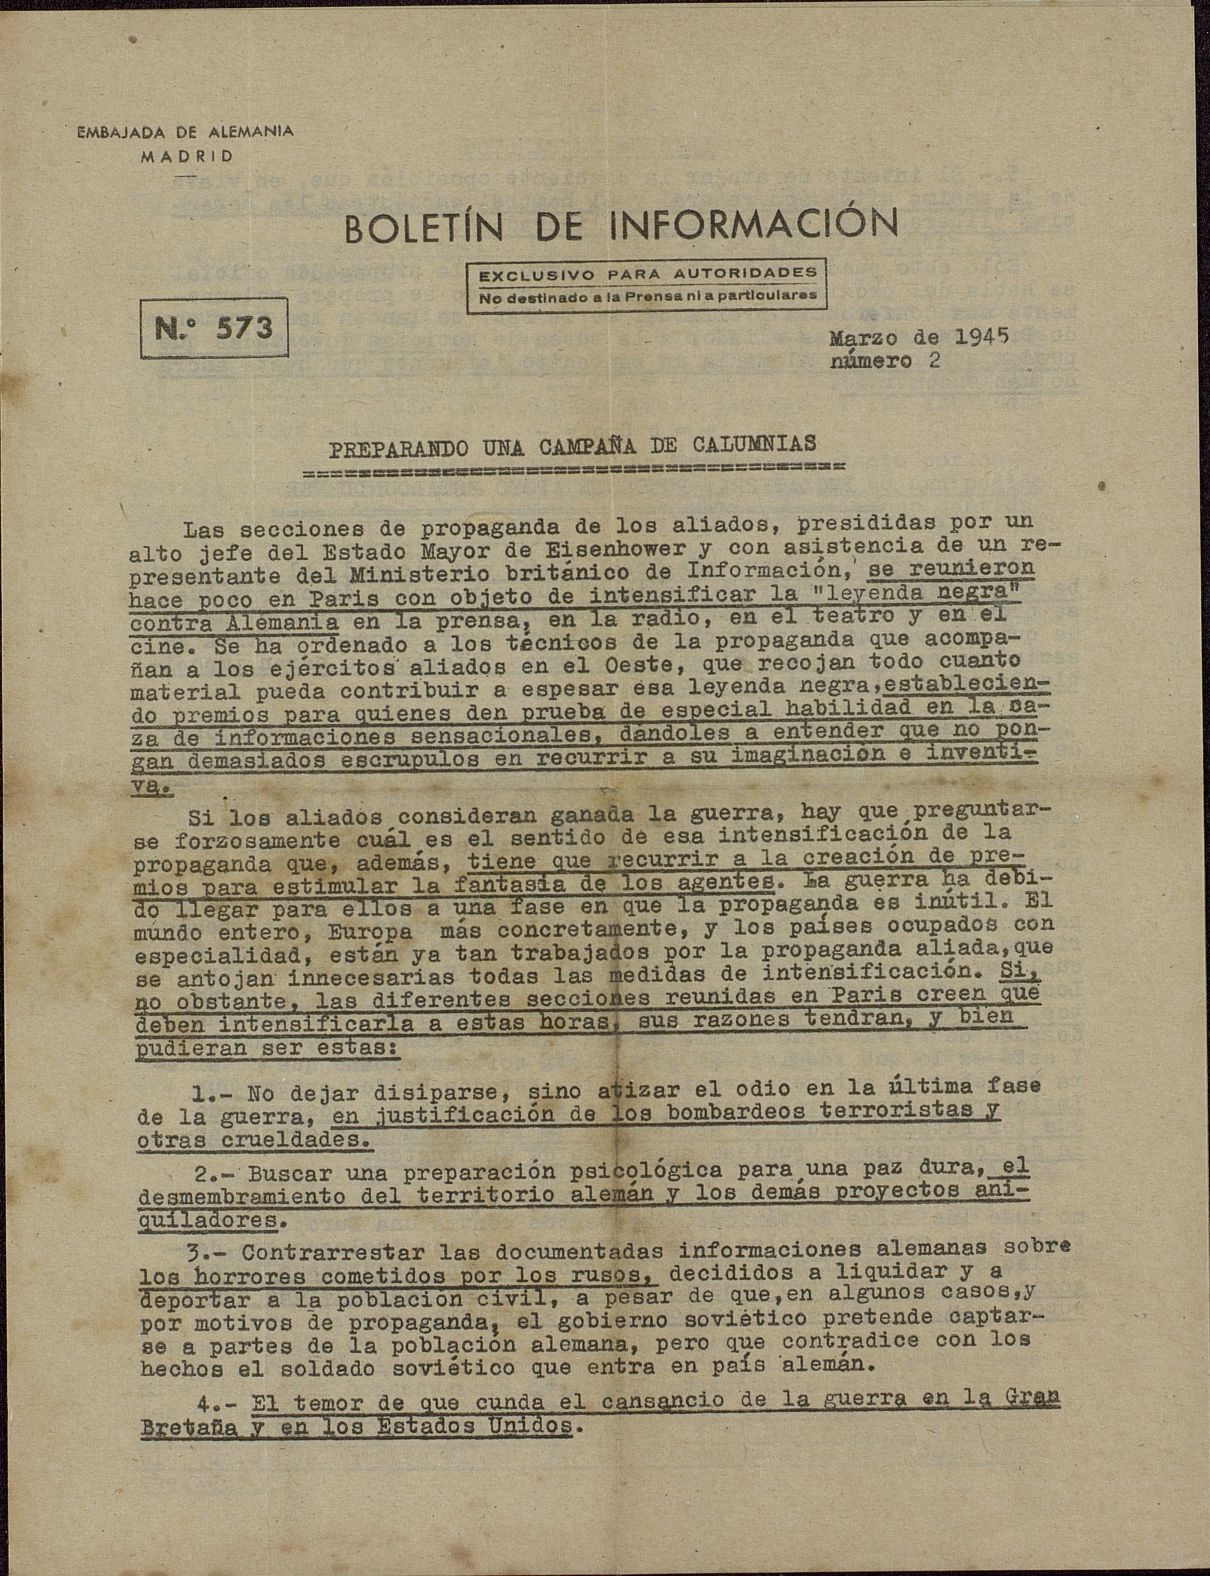 EMBAJADA DE ALEMANIA
MADRID
BOLETÍN DE INFORMACIÓN
EXCLUSIVO PARA AUTORIDADES
No destinado a la Prensa ni a particulares
N.º 573
Marzo de 1945
número 2
PREPARANDO UNA CAMPAÑA DE CALUMNIAS
Las secciones de propaganda de los aliados, presididas por un
alto jefe del Estado Mayor de Eisenhower y con asistencia de un re-
presentante del Ministerio británico de Información, se reunieron
hace poco en Paris con objeto de intensificar la "leyenda negra"
contra Alemania en la prensa, en la radio, en el teatro y en el
cine. Se ha ordenado a los técnicos de la propaganda que acompa-
ñan a los ejércitos aliados en el Oeste, que recojan todo cuanto
material pueda contribuir a espesar esa leyenda negra,establecien-
do premios para quienes den prueba de especial habilidad en la ca-
za de informaciones sensacionales, dandoles a entender que no pon-
gan demasiados escrupulos en recurrir a su imaginación e inventi-
va.
Si los aliados consideran ganada la guerra, hay que preguntar-
se forzosamente cuál es el sentido de esa intensificación de la
propaganda que, además, tiene que recurrir a la creación de pre-
mios para estimular la fantasia de los agentes. La guerra ha debi-
do llegar para ellos a una fase en que la propaganda es inútil. El
mundo entero, Europa más concretamente, y los países ocupados con
especialidad, están ya tan trabajados por la propaganda aliada,que
se antojan innecesarias todas las medidas de intensificación. Si,
no obstante, las diferentes secciones reunidas en Paris creen que
deben intensificarla a estas horas, sus razones tendran, y bien
pudieran ser estas:
1.- No dejar disiparse, sino atizar el odio en la última fase
de la guerra, en justificación de los bombardeos terroristas y
otras crueldades.
2.- Buscar una preparación psicológica para una paz dura, el
desmembramiento del territorio alemán y los demás proyectos ani-
quiladores.
3.- Contrarrestar las documentadas informaciones alemanas sobre
los horrores cometidos por los rusos, decididos a liquidar y a
deportar a la población civil, a pesar de que,en algunos casos,y
por motivos de propaganda, el gobierno soviético pretende captar-
se a partes de la población alemana, pero que contradice con los
hechos el soldado soviético que entra en país alemán.
4.- El temor de que cunda el cansancio de la guerra en la Gran
Bretaña y en los Estados Unidos.